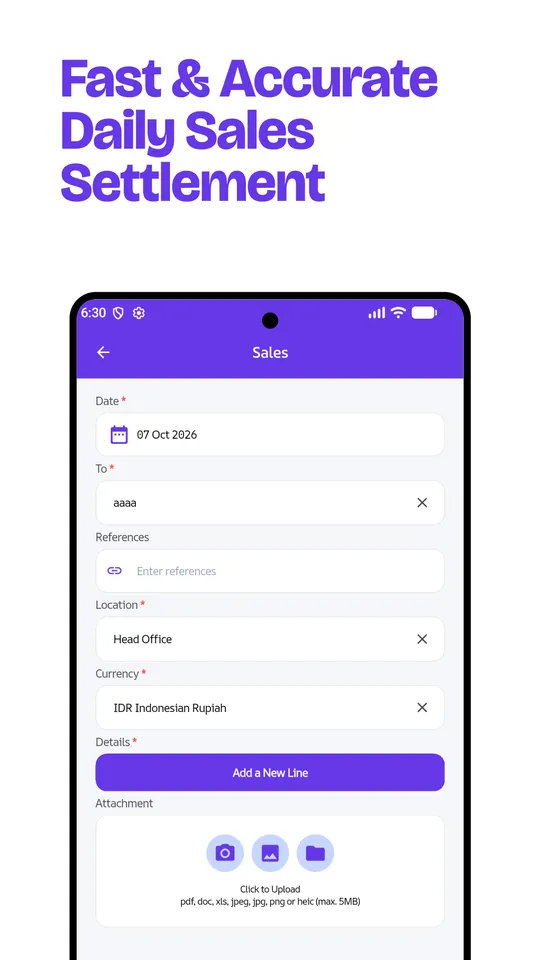 Fast & Accurate
Daily Sales
Settlement
6:30
Sales
Date *
07 Oct 2026
To *
aaaa
References
Enter references
Location *
Head Office
Currency *
IDR Indonesian Rupiah
Details *
Add a New Line
Attachment
Click to Upload
pdf, doc, xls, jpeg, jpg, png or heic (max. 5MB)